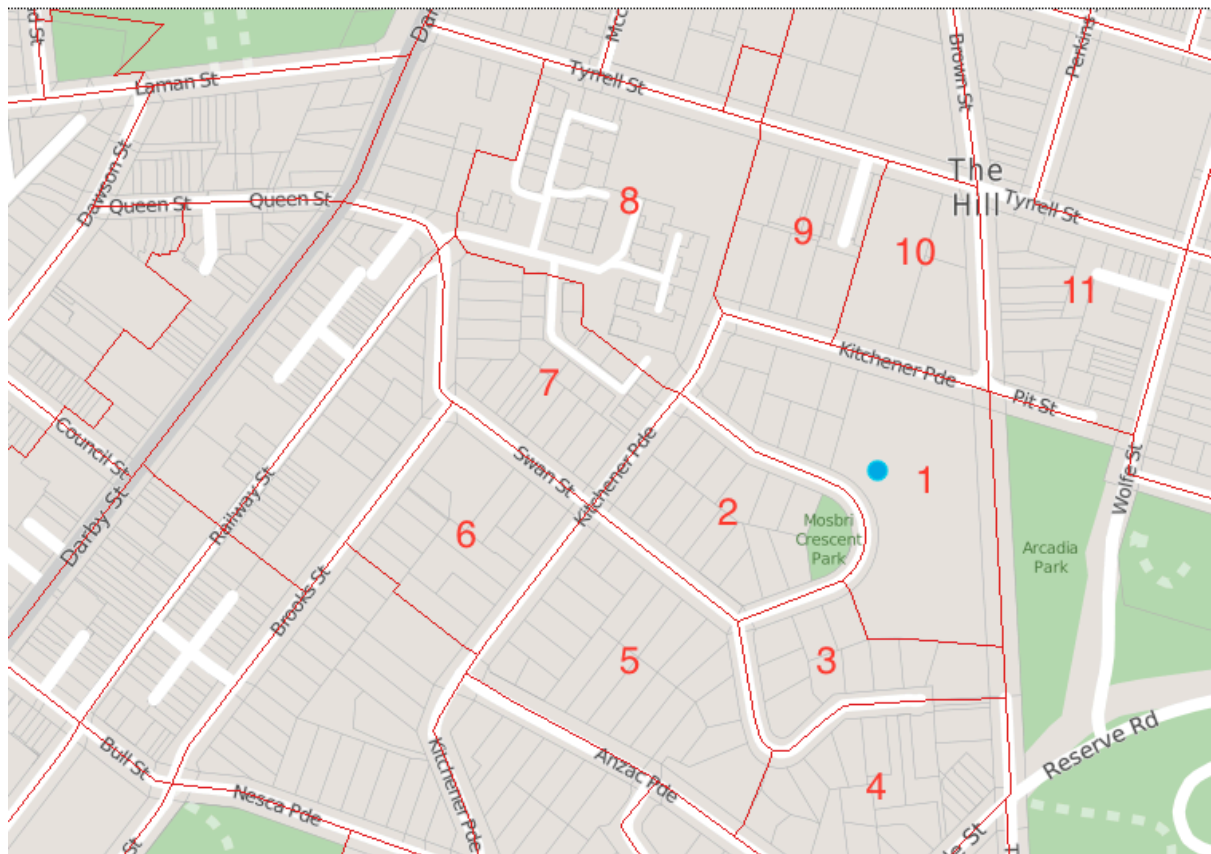 Laman St
Tyrrell St
Brown St
The
Hill
Tyrrell St
Dawson St
Queen St
Queen St
8
9
10
11
Kitchener Pde
Pit St
7
Council St
Darby St
Railway St
Swan St
Kitchener Pde
6
2
1
Mosbri
Crescent
Park
Wolfe St
Arcadia
Park
Brooks St
5
3
4
Bull St
Nesca Pde
Kitchener Pde
Anzac Pde
Reserve Rd